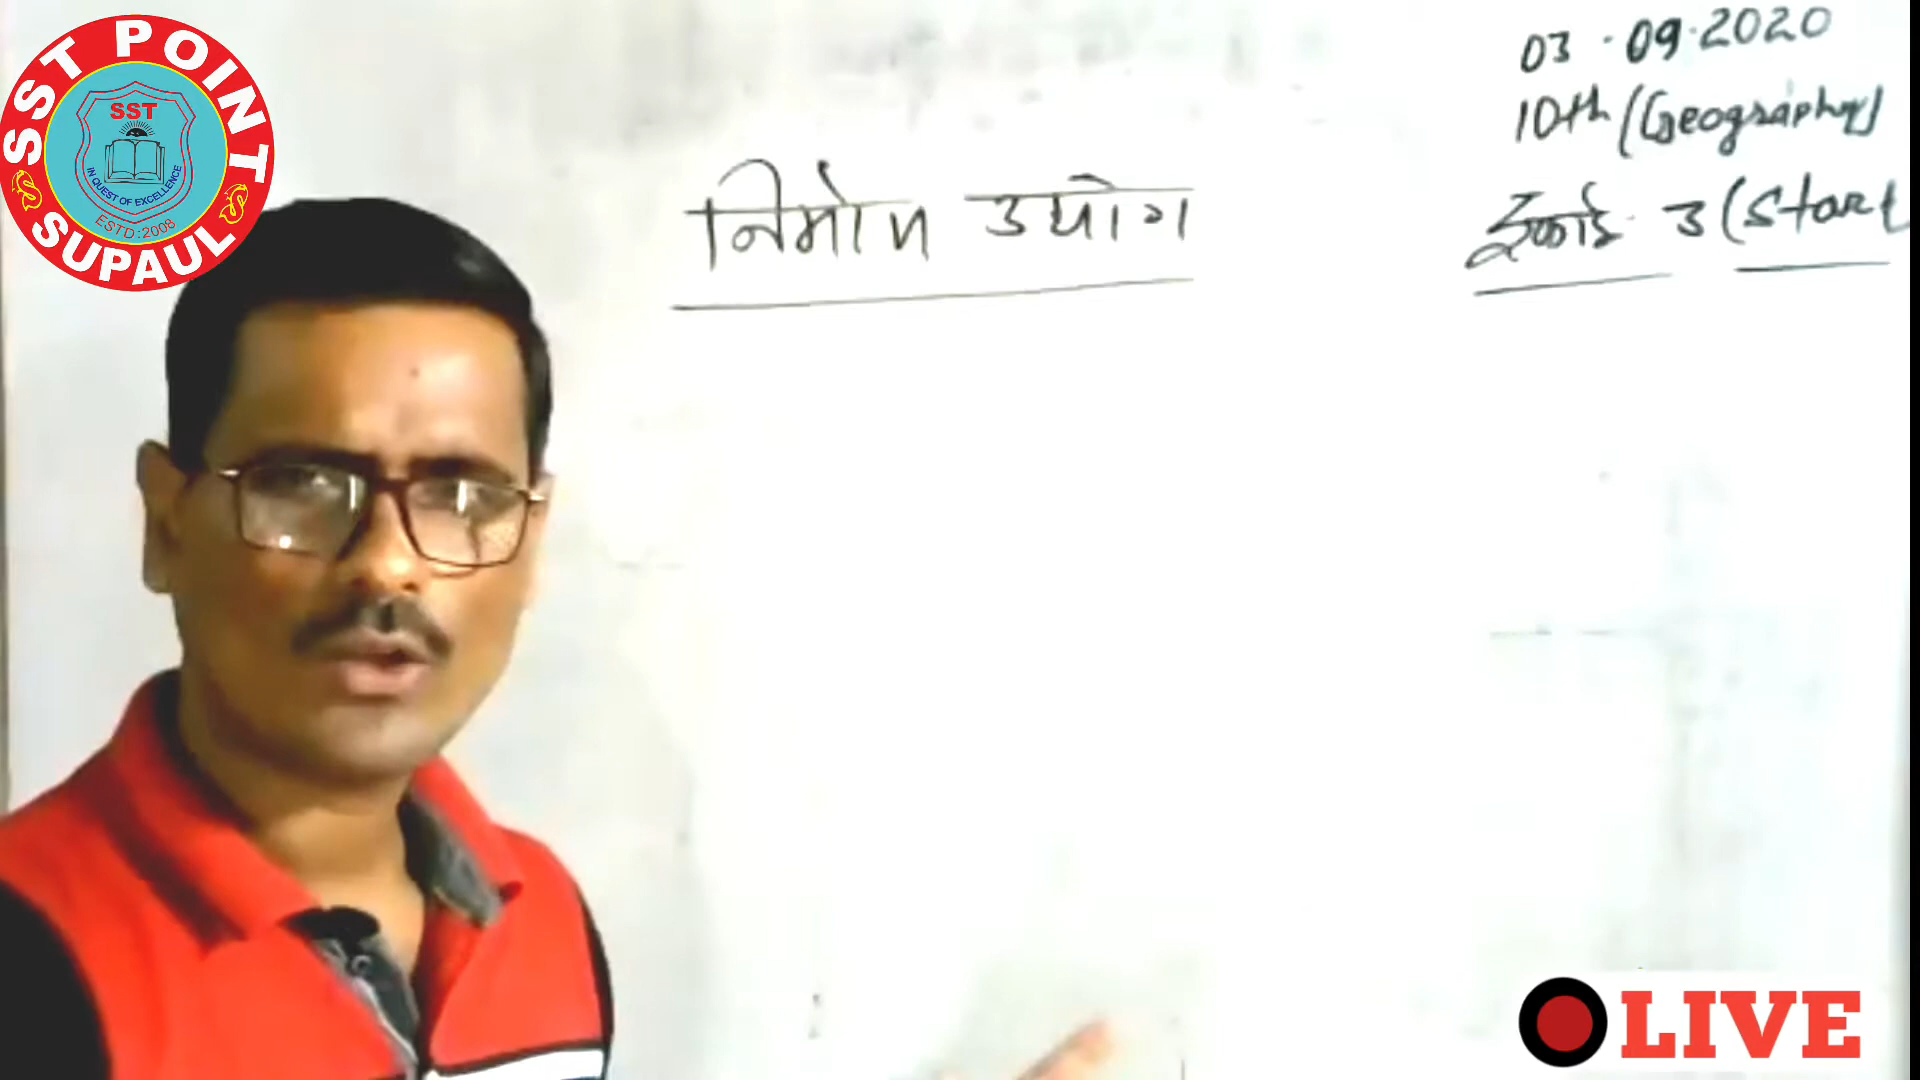 SST POINT
SUPAUL
SST
IN QUEST OF EXCELLENCE
ESTD:2008
03.09.2020
10th (Geography)
इकाई-3 (Start
निर्माण उद्योग
LIVE